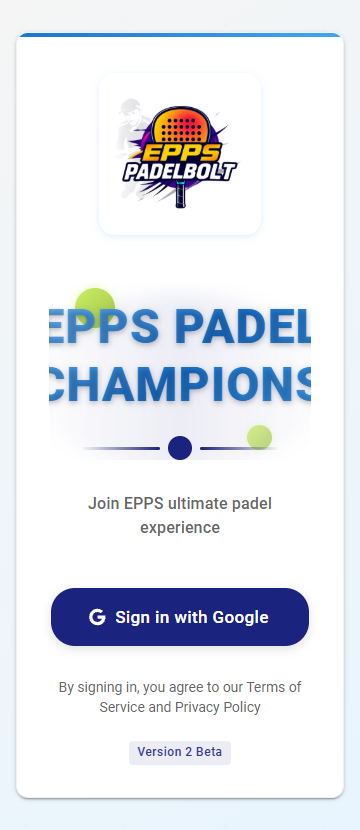 EPPS
PADELBOLT
EPPS PADEL
CHAMPIONS
Join EPPS ultimate padel
experience
Sign in with Google
By signing in, you agree to our Terms of
Service and Privacy Policy
Version 2 Beta